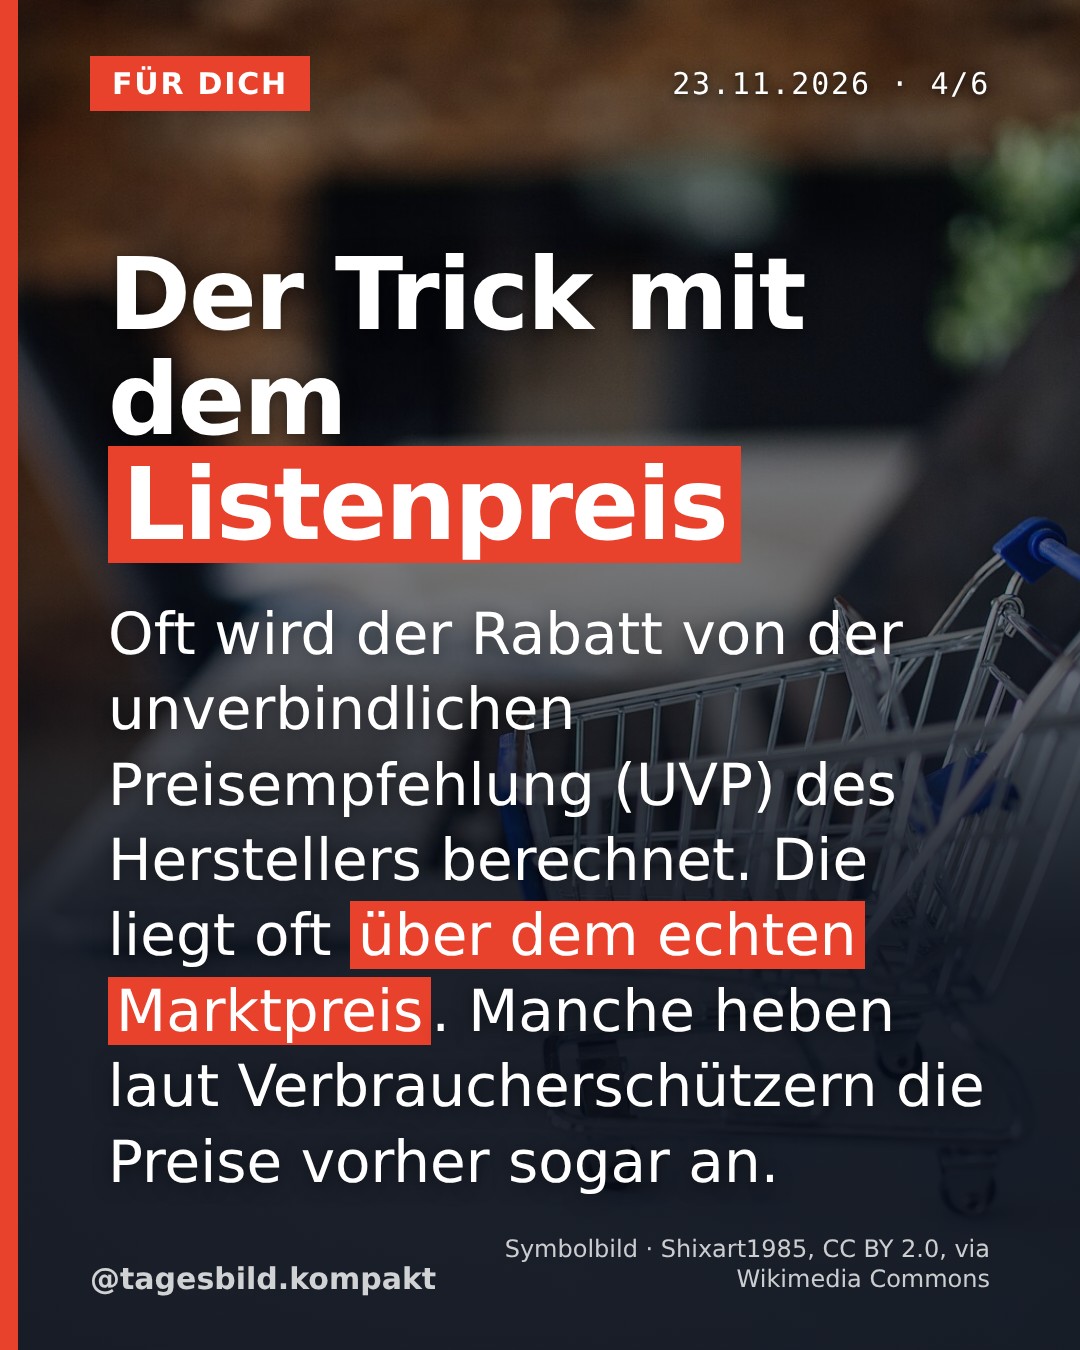 FÜR DICH
23.11.2026 · 4/6
Der Trick mit
dem
Listenpreis
Oft wird der Rabatt von der
unverbindlichen
Preisempfehlung (UVP) des
Herstellers berechnet. Die
liegt oft über dem echten
Marktpreis. Manche heben
laut Verbraucherschützern die
Preise vorher sogar an.
@tagesbild.kompakt
Symbolbild · Shixart1985, CC BY 2.0, via
Wikimedia Commons